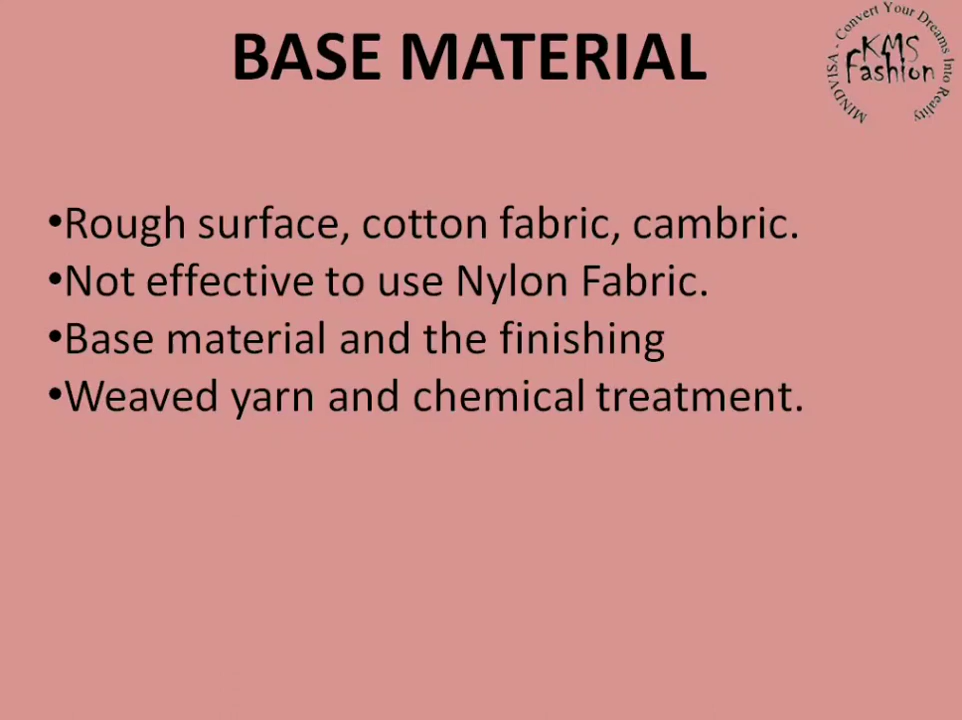 BASE MATERIAL
MINDVISA - Convert Your Dreams Into Reality
KMS
Fashion
•Rough surface, cotton fabric, cambric.
•Not effective to use Nylon Fabric.
•Base material and the finishing
•Weaved yarn and chemical treatment.